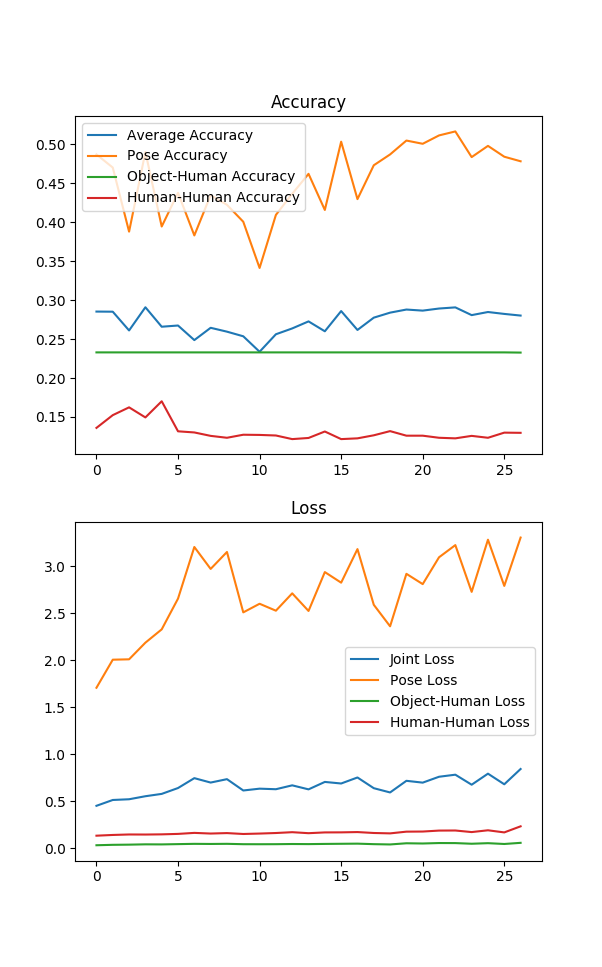 Accuracy
Average Accuracy
Pose Accuracy
Object-Human Accuracy
Human-Human Accuracy
0.50
0.45
0.40
0.35
0.30
0.25
0.20
0.15
0 5 10 15 20 25
Loss
3.0
2.5
2.0
1.5
1.0
0.5
0.0
Joint Loss
Pose Loss
Object-Human Loss
Human-Human Loss
0 5 10 15 20 25